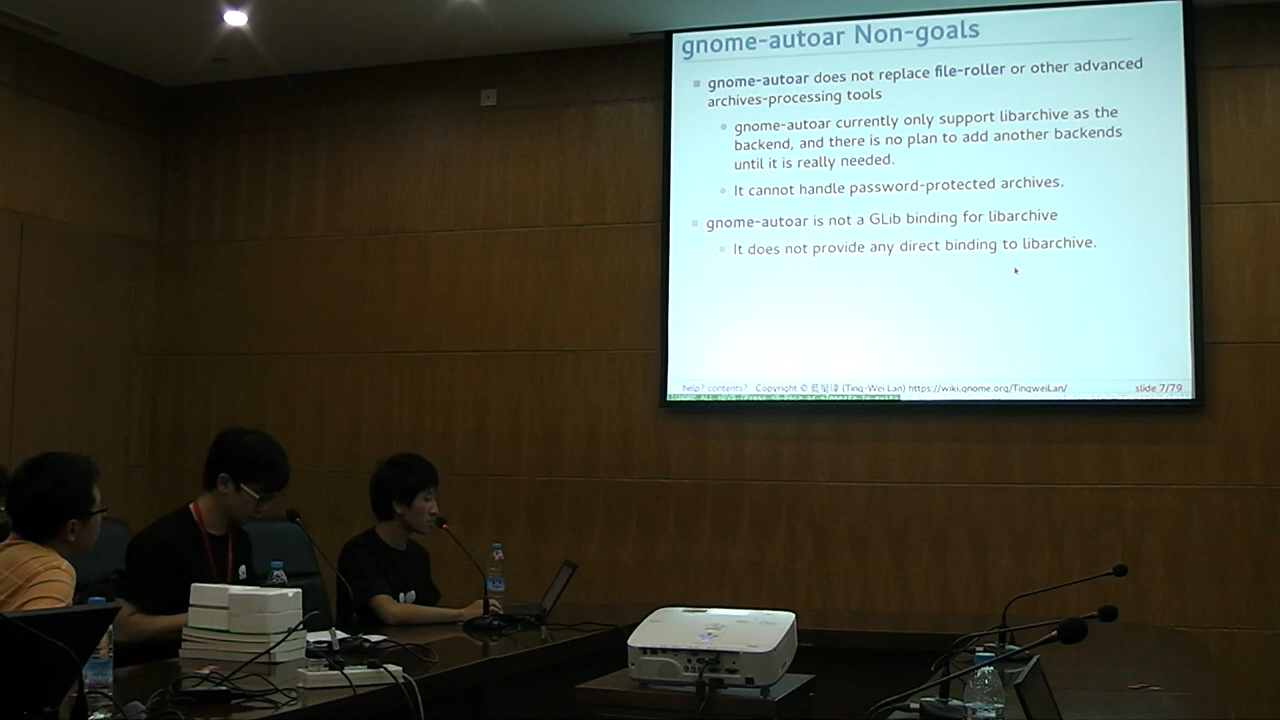 gnome-autoar Non-goals
gnome-autoar does not replace file-roller or other advanced
archives-processing tools
gnome-autoar currently only support libarchive as the
backend, and there is no plan to add another backends
until it is really needed.
It cannot handle password-protected archives.
gnome-autoar is not a GLib binding for libarchive
It does not provide any direct binding to libarchive.
help? contents? Copyright © 藍挺瑋 (Ting-Wei Lan) https://wiki.gnome.org/TingweiLan/
slide 7/79